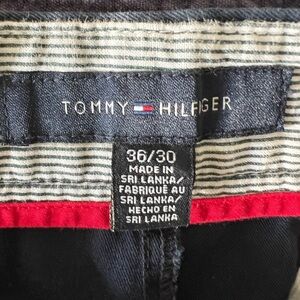 TOMMY HILFIGER
36/30
MADE IN
SRI LANKA/
FABRIQUÉ AU
SRI LANKA/
HECHO EN
SRI LANKA